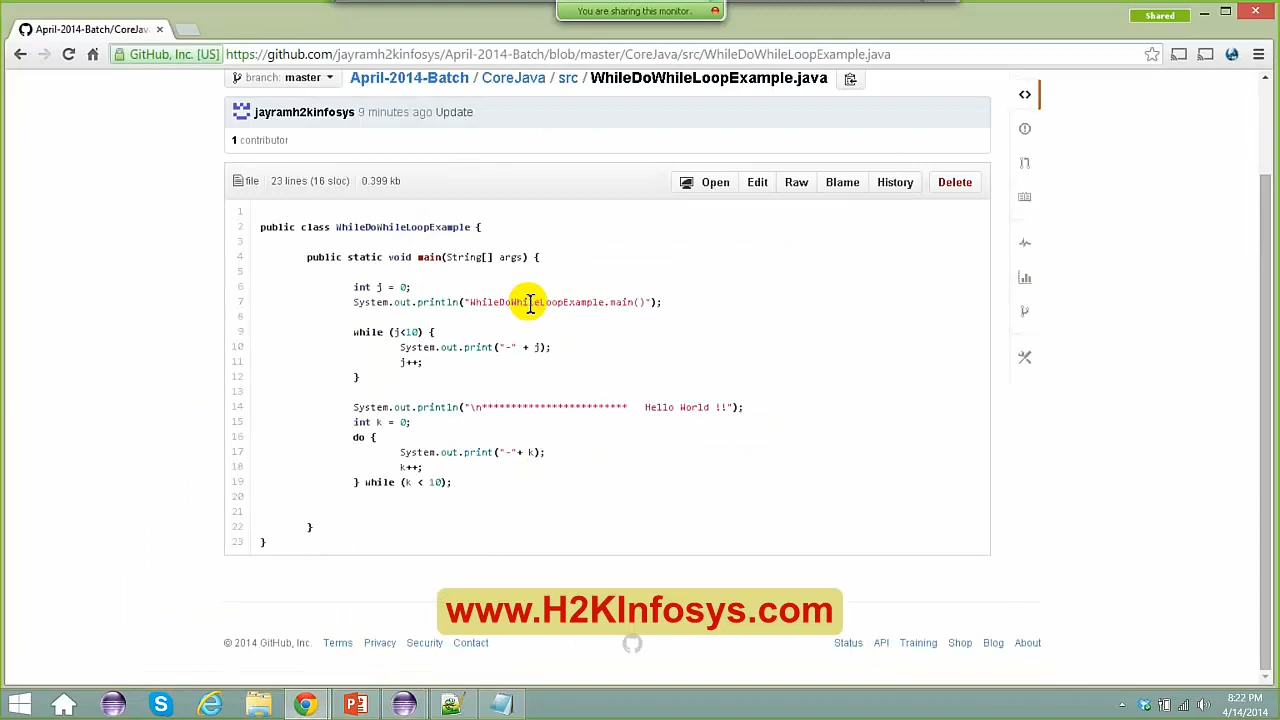 You are sharing this monitor.
Shared
April-2014-Batch/CoreJav
GitHub, Inc. [US] https://github.com/jayramh2kinfosys/April-2014-Batch/blob/master/CoreJava/src/WhileDoWhileLoopExample.java
branch: master April-2014-Batch / CoreJava / src / WhileDoWhileLoopExample.java
jayramh2kinfosys 9 minutes ago Update
1 contributor
file 23 lines (16 sloc) 0.399 kb Open Edit Raw Blame History Delete
1
2 public class WhileDoWhileLoopExample {
3
4 public static void main(String[] args) {
5
6 int j = 0;
7 System.out.println("WhileDoWhileLoopExample.main()");
8
9 while (j<10) {
10 System.out.print("-" + j);
11 j++;
12 }
13
14 System.out.println("\n************************* Hello World !!");
15 int k = 0;
16 do {
17 System.out.print("-"+ k);
18 k++;
19 } while (k < 10);
20
21
22 }
23 }
www.H2KInfosys.com
© 2014 GitHub, Inc. Terms Privacy Security Contact Status API Training Shop Blog About
8:22 PM
4/14/2014